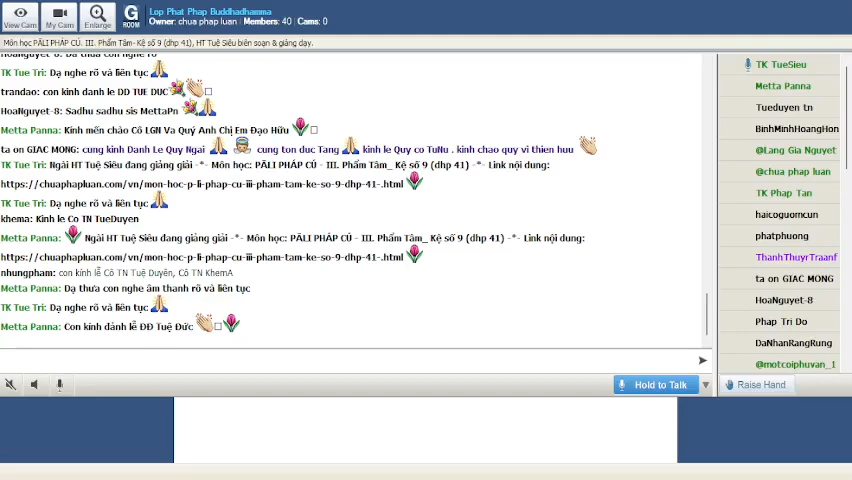 Lop Phat Phap Buddhadhamma
Owner: chua phap luan | Members: 40 | Cams: 0
View Cam
My Cam
Enlarge
G
ROOM
Môn học PĀLI PHÁP CÚ. III. Phẩm Tâm-Kệ số 9 (dhp 41), HT Tuệ Siêu biên soạn & giảng dạy.
HoaNguyet-8: Dạ thưa con nghe rõ
TK Tue Tri: Dạ nghe rõ và liên tục
trandao: con kinh danh le DD TUE DUC
HoaNguyet-8: Sadhu sadhu sis MettaPn
Metta Panna: Kính mến chào Cô LGN Va Quý Anh Chị Em Đạo Hữu
ta on GIAC MONG: cung kinh Danh Le Quy Ngai cung ton duc Tang kinh le Quy co TuNu . kinh chao quy vi thien huu
TK Tue Tri: Ngài HT Tuệ Siêu đang giảng giải -*- Môn học: PĀLI PHÁP CÚ - III. Phẩm Tâm_ Kệ số 9 (dhp 41) -*- Link nội dung:
https://chuaphapluan.com/vn/mon-hoc-p-li-phap-cu-iii-pham-tam-ke-so-9-dhp-41-.html
TK Tue Tri: Dạ nghe rõ và liên tục
khema: Kinh le Co TN TueDuyen
Metta Panna: Ngài HT Tuệ Siêu đang giảng giải -*- Môn học: PĀLI PHÁP CÚ - III. Phẩm Tâm_ Kệ số 9 (dhp 41) -*- Link nội dung:
https://chuaphapluan.com/vn/mon-hoc-p-li-phap-cu-iii-pham-tam-ke-so-9-dhp-41-.html
nhungpham: con kính lễ Cô TN Tuệ Duyên, Cô TN KhemA
Metta Panna: Dạ thưa con nghe âm thanh rõ và liên tục
TK Tue Tri: Dạ nghe rõ và liên tục
Metta Panna: Con kính đảnh lễ ĐĐ Tuệ Đức
Hold to Talk
TK TueSieu
Metta Panna
Tueduyen tn
BinhMinhHoangHon
@Lang Gia Nguyet
@chua phap luan
TK Phap Tan
haicoguomcun
phatphuong
ThanhThuyrTraanf
ta on GIAC MONG
HoaNguyet-8
Phap Tri Do
DaNhanRangRung
@motcoiphuvan_1
Raise Hand